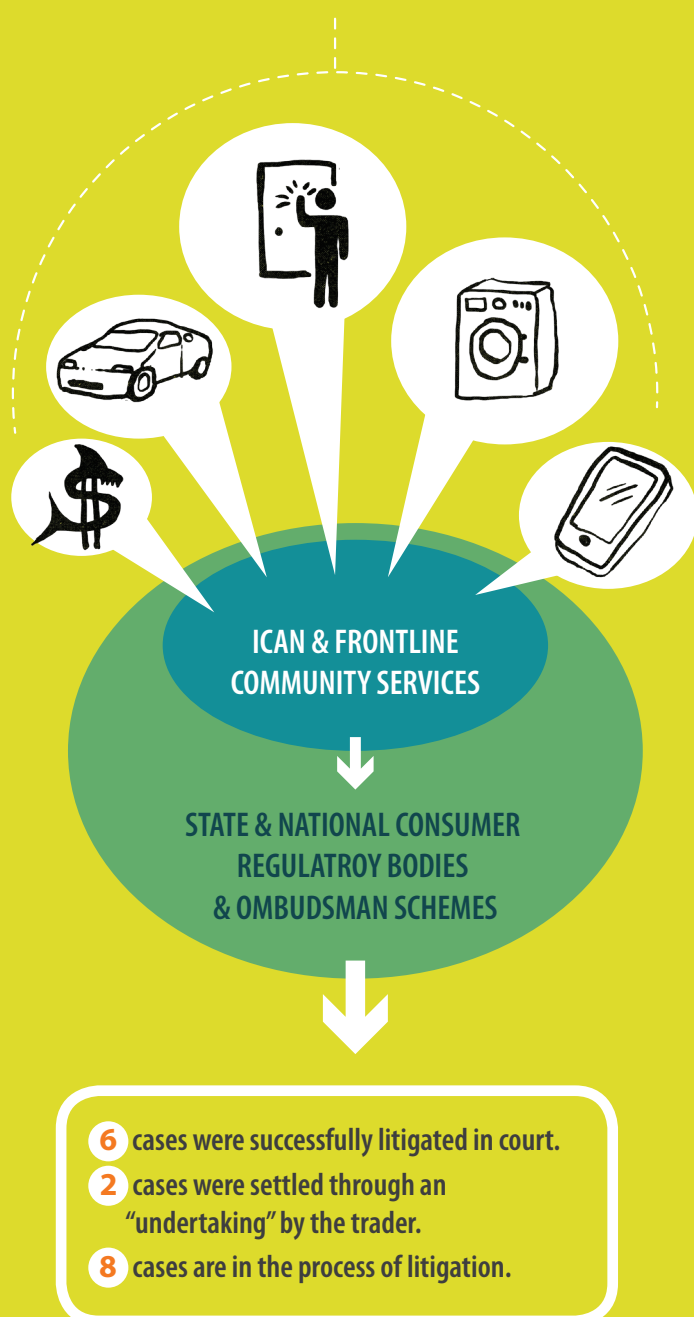 $
ICAN & FRONTLINE
COMMUNITY SERVICES
STATE & NATIONAL CONSUMER
REGULATROY BODIES
& OMBUDSMAN SCHEMES
6 cases were successfully litigated in court.
2 cases were settled through an
“undertaking” by the trader.
8 cases are in the process of litigation.